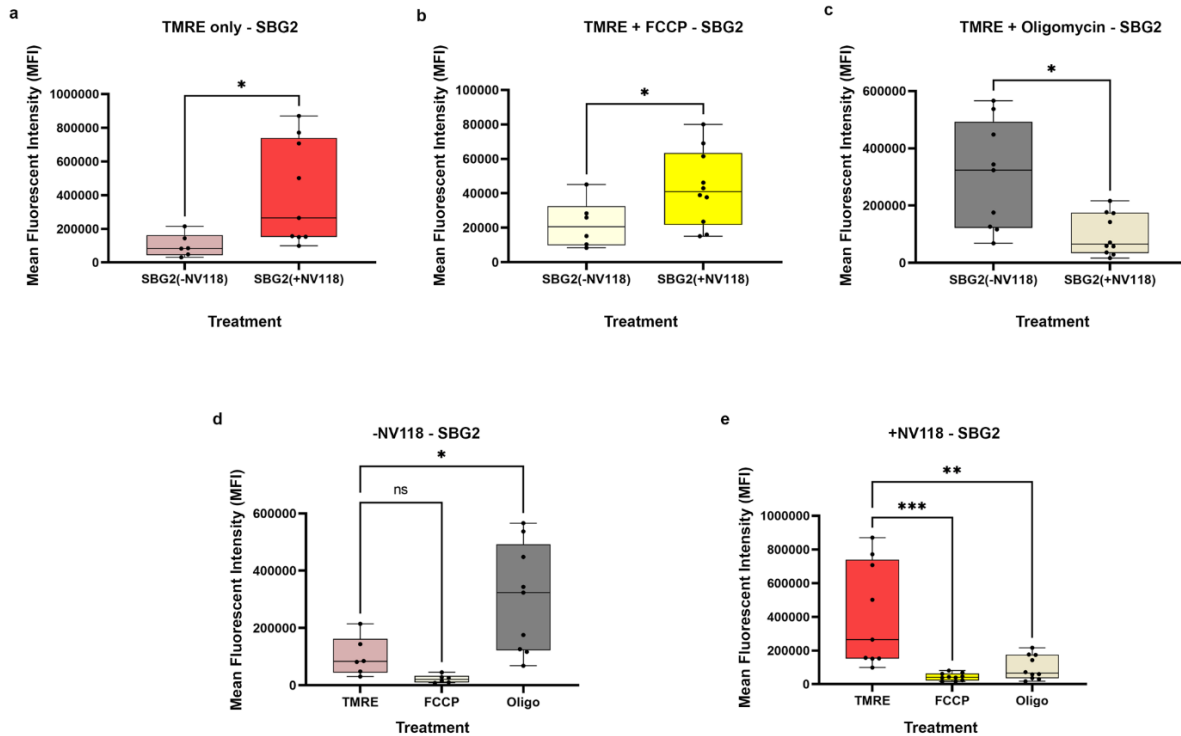 a
TMRE only - SBG2
Mean Fluorescent Intensity (MFI)
1000000
800000
600000
400000
200000
0
*
SBG2(-NV118)
SBG2(+NV118)
Treatment
b
TMRE + FCCP - SBG2
Mean Fluorescent Intensity (MFI)
100000
80000
60000
40000
20000
0
*
SBG2(-NV118)
SBG2(+NV118)
Treatment
c
TMRE + Oligomycin - SBG2
Mean Fluorescent Intensity (MFI)
600000
400000
200000
0
*
SBG2(-NV118)
SBG2(+NV118)
Treatment
d
-NV118 - SBG2
Mean Fluorescent Intensity (MFI)
600000
400000
200000
0
*
ns
TMRE
FCCP
Oligo
Treatment
e
+NV118 - SBG2
Mean Fluorescent Intensity (MFI)
1000000
800000
600000
400000
200000
0
**
***
TMRE
FCCP
Oligo
Treatment